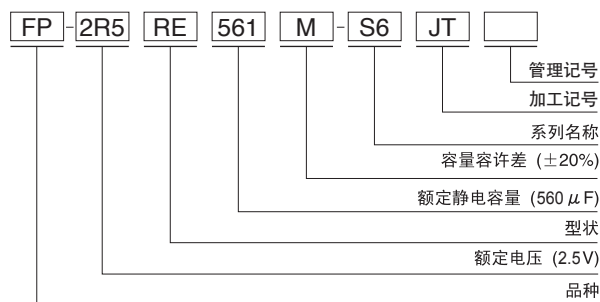 FP-2R5 RE 561 M-S6 JT
管理记号
加工记号
系列名称
容量容许差 (±20%)
额定静电容量 (560μF)
型状
额定电压 (2.5V)
品种